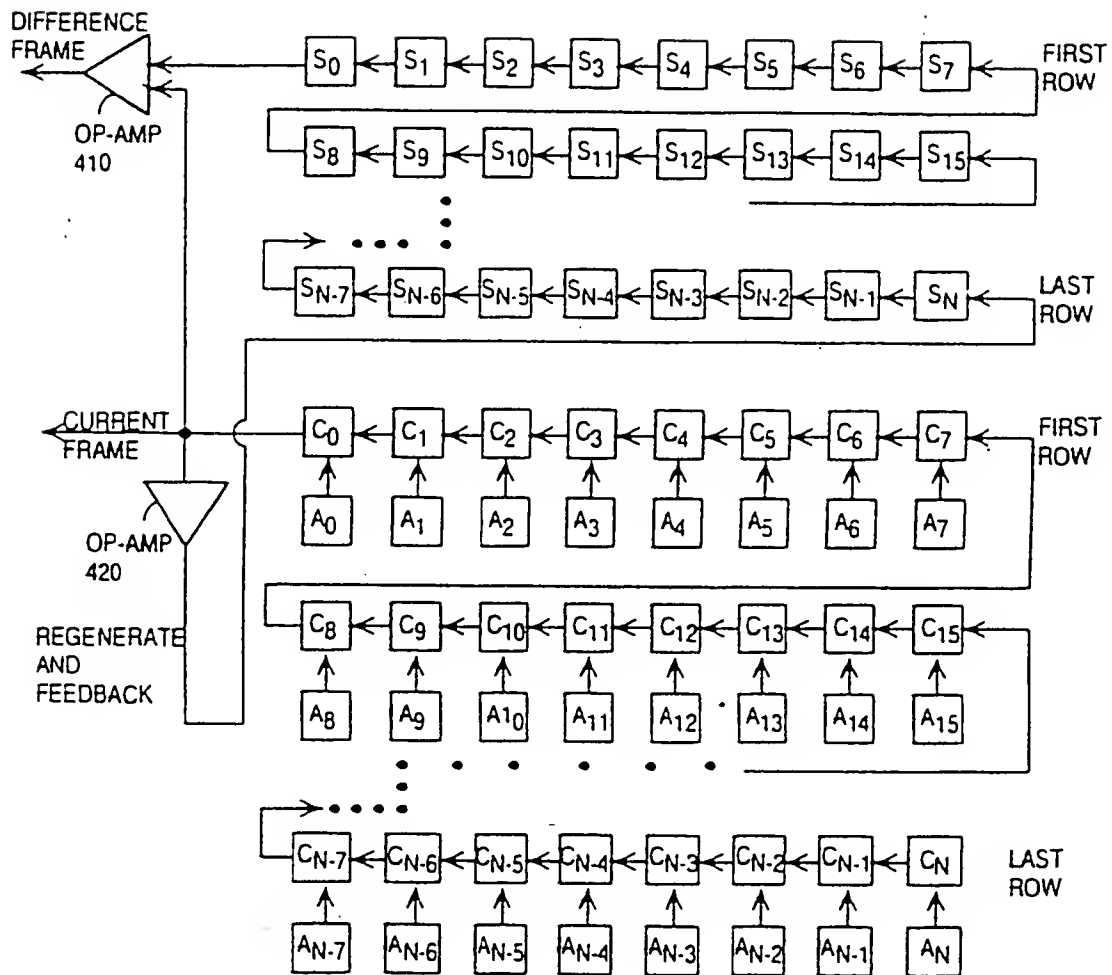 DIFFERENCE
FRAME
OP-AMP
410
S0 S1 S2 S3 S4 S5 S6 S7
FIRST
ROW
S8 S9 S10 S11 S12 S13 S14 S15
SN-7 SN-6 SN-5 SN-4 SN-3 SN-2 SN-1 SN
LAST
ROW
CURRENT
FRAME
C0 C1 C2 C3 C4 C5 C6 C7
FIRST
ROW
A0 A1 A2 A3 A4 A5 A6 A7
OP-AMP
420
C8 C9 C10 C11 C12 C13 C14 C15
REGENERATE
AND
FEEDBACK
A8 A9 A10 A11 A12 A13 A14 A15
CN-7 CN-6 CN-5 CN-4 CN-3 CN-2 CN-1 CN
LAST
ROW
AN-7 AN-6 AN-5 AN-4 AN-3 AN-2 AN-1 AN